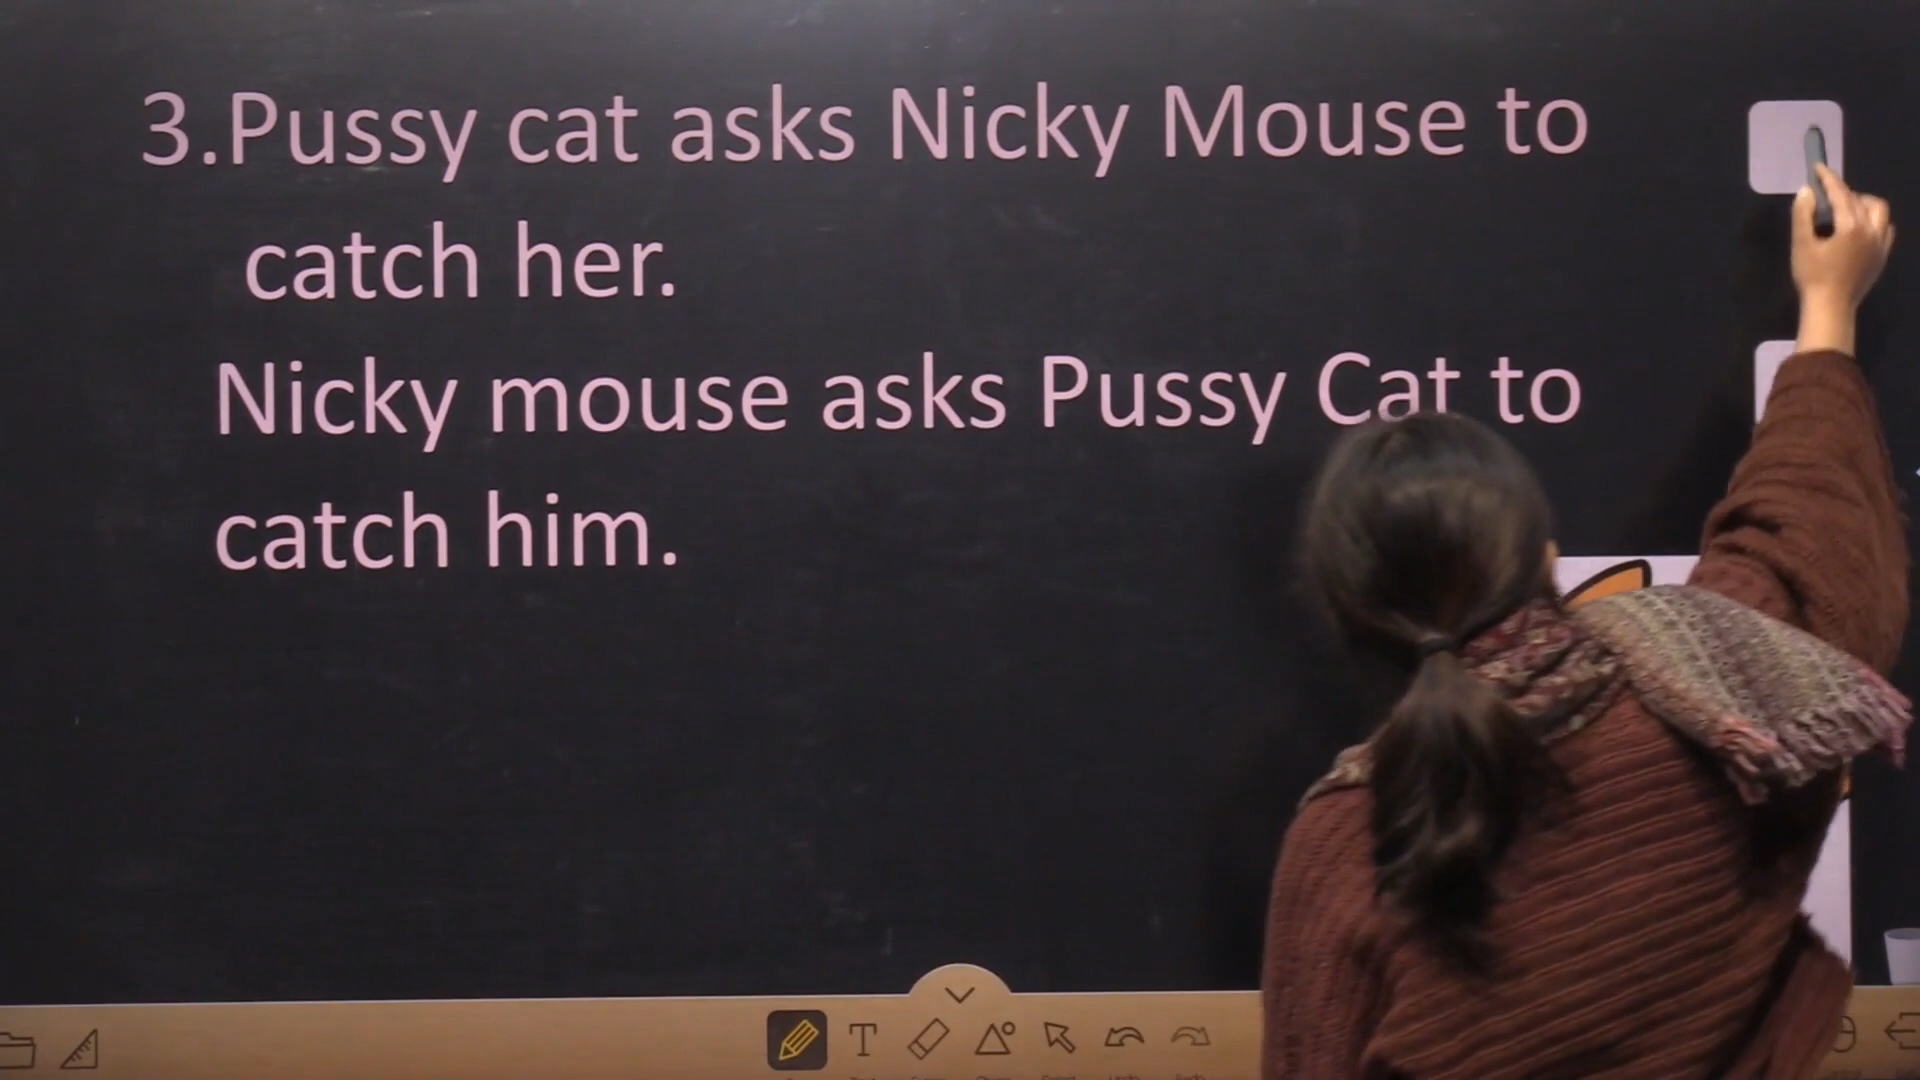 3.Pussy cat asks Nicky Mouse to
catch her.
Nicky mouse asks Pussy Cat to
catch him.
T